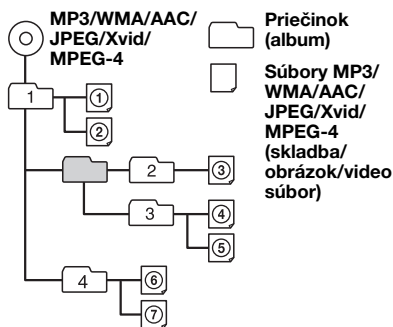 MP3/WMA/AAC/
JPEG/Xvid/
MPEG-4
Priečinok
(album)
Súbory MP3/
WMA/AAC/
JPEG/Xvid/
MPEG-4
(skladba/
obrázok/video
súbor)
1
①
②
2
③
3
④
⑤
4
⑥
⑦